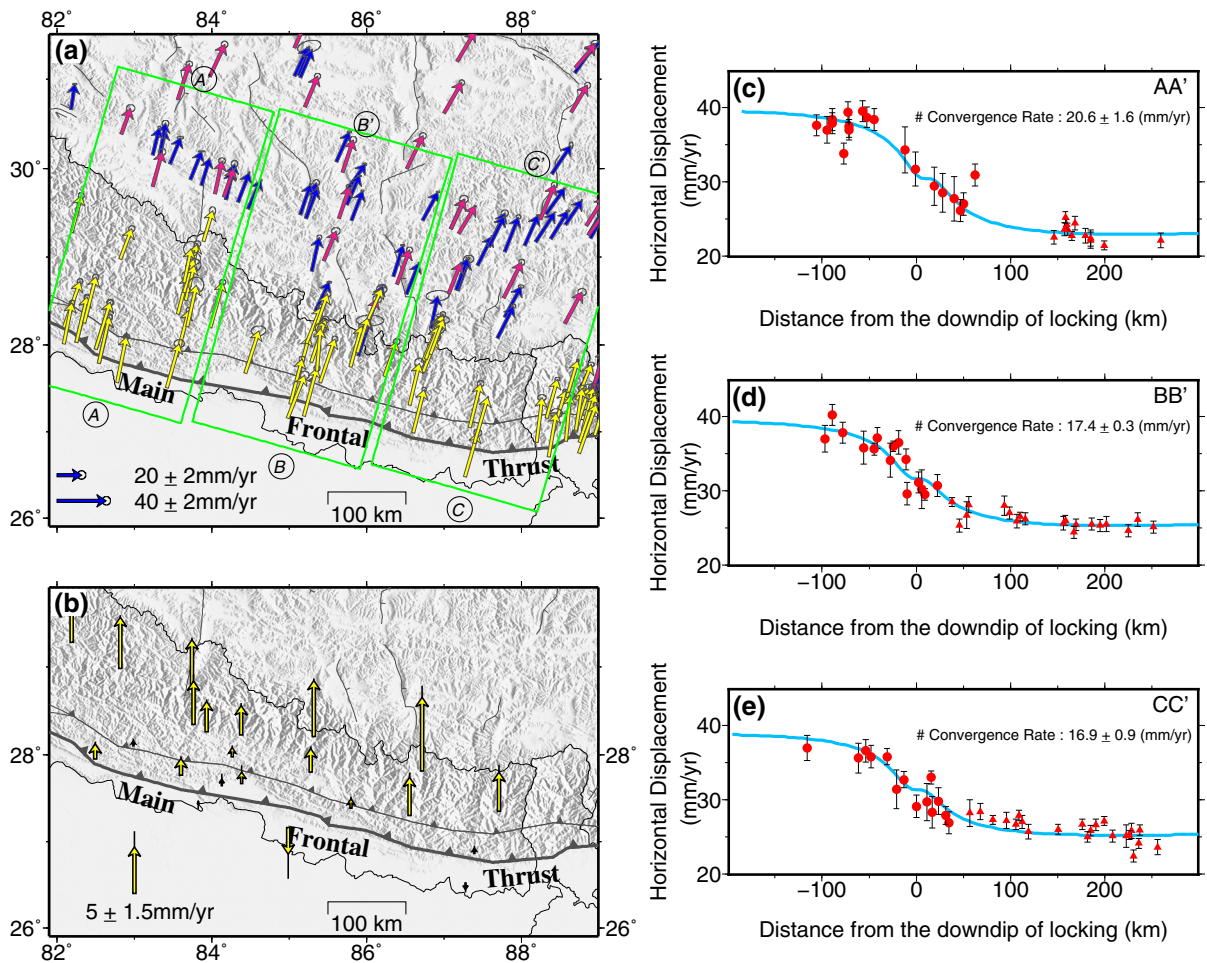 82˚ 84˚ 86˚ 88˚
(a)
A'
B'
C'
30˚
28˚
26˚
Main
Frontal
Thrust
A
B
C
20 ± 2mm/yr
40 ± 2mm/yr
100 km
(b)
28˚
26˚
Main
Frontal
Thrust
5 ± 1.5mm/yr
100 km
82˚ 84˚ 86˚ 88˚
(c)
AA'
# Convergence Rate : 20.6 ± 1.6 (mm/yr)
Horizontal Displacement
(mm/yr)
40
30
20
−100 0 100 200
Distance from the downdip of locking (km)
(d)
BB'
# Convergence Rate : 17.4 ± 0.3 (mm/yr)
Horizontal Displacement
(mm/yr)
40
30
20
−100 0 100 200
Distance from the downdip of locking (km)
(e)
CC'
# Convergence Rate : 16.9 ± 0.9 (mm/yr)
Horizontal Displacement
(mm/yr)
40
30
20
−100 0 100 200
Distance from the downdip of locking (km)